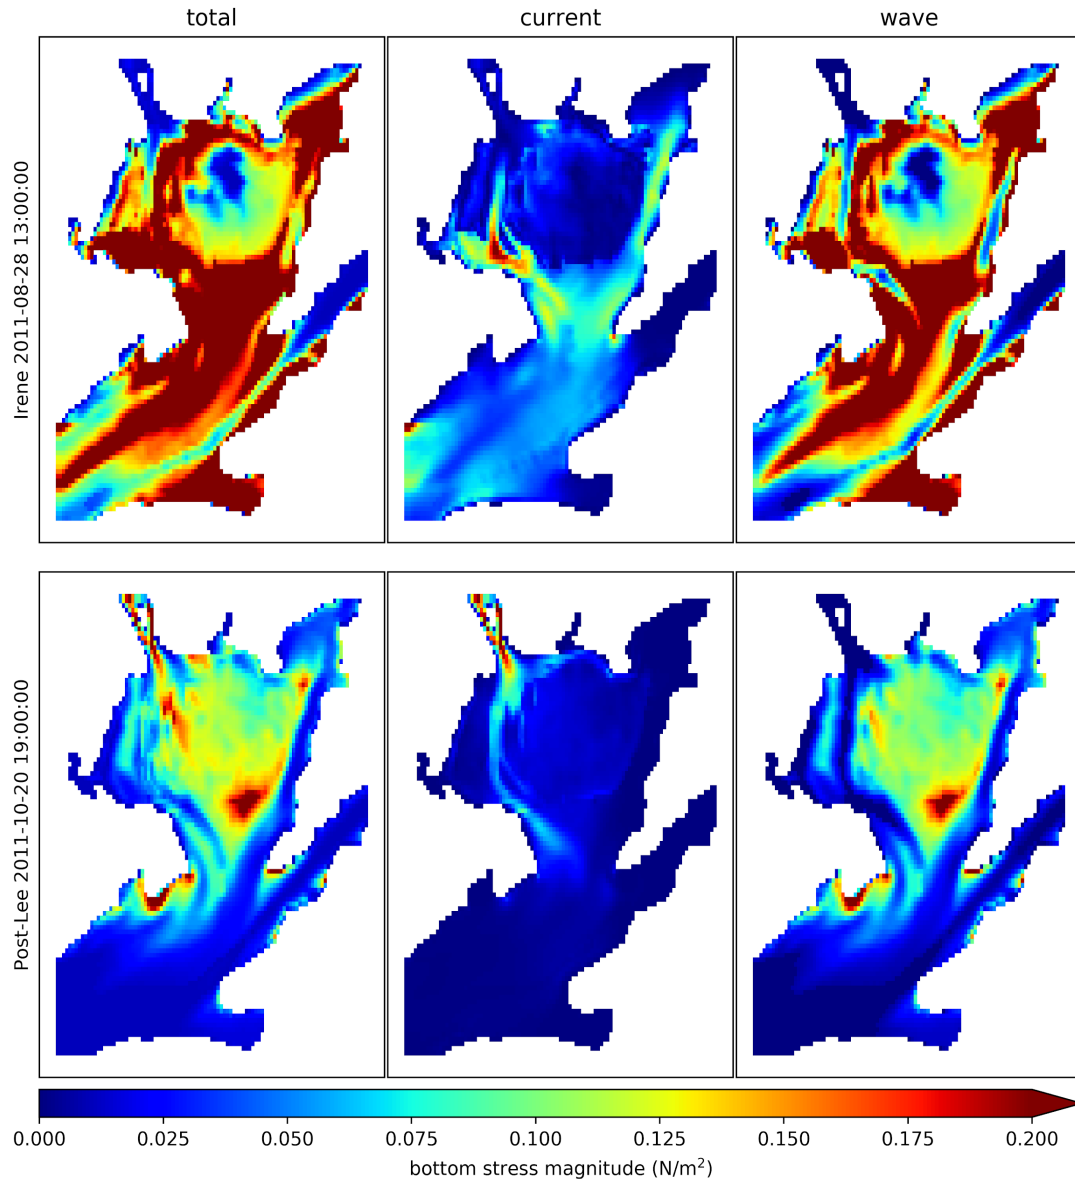 total current wave
Irene 2011-08-28 13:00:00
Post-Lee 2011-10-20 19:00:00
0.000 0.025 0.050 0.075 0.100 0.125 0.150 0.175 0.200
bottom stress magnitude (N/m²)